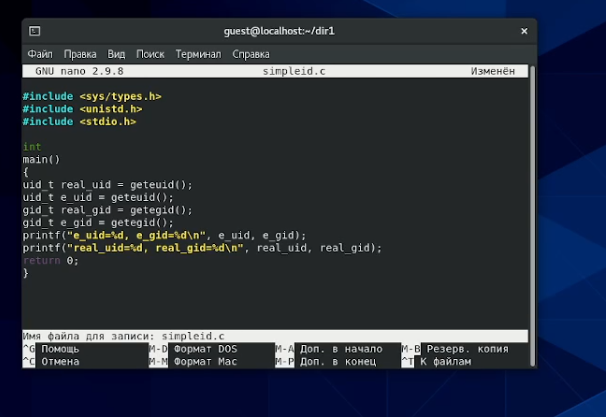 guest@localhost:~/dir1
×
Файл Правка Вид Поиск Терминал Справка
GNU nano 2.9.8 simpleid.c Изменён
#include <sys/types.h>
#include <unistd.h>
#include <stdio.h>
int
main()
{
uid_t real_uid = geteuid();
uid_t e_uid = geteuid();
gid_t real_gid = getegid();
gid_t e_gid = getegid();
printf("e_uid=%d, e_gid=%d\n", e_uid, e_gid);
printf("real_uid=%d, real_gid=%d\n", real_uid, real_gid);
return 0;
}
Имя файла для записи: simpleid.c
^G Помощь M-D Формат DOS M-A Доп. в начало M-B Резерв. копия
^C Отмена M-M Формат Mac M-P Доп. в конец ^T К файлам